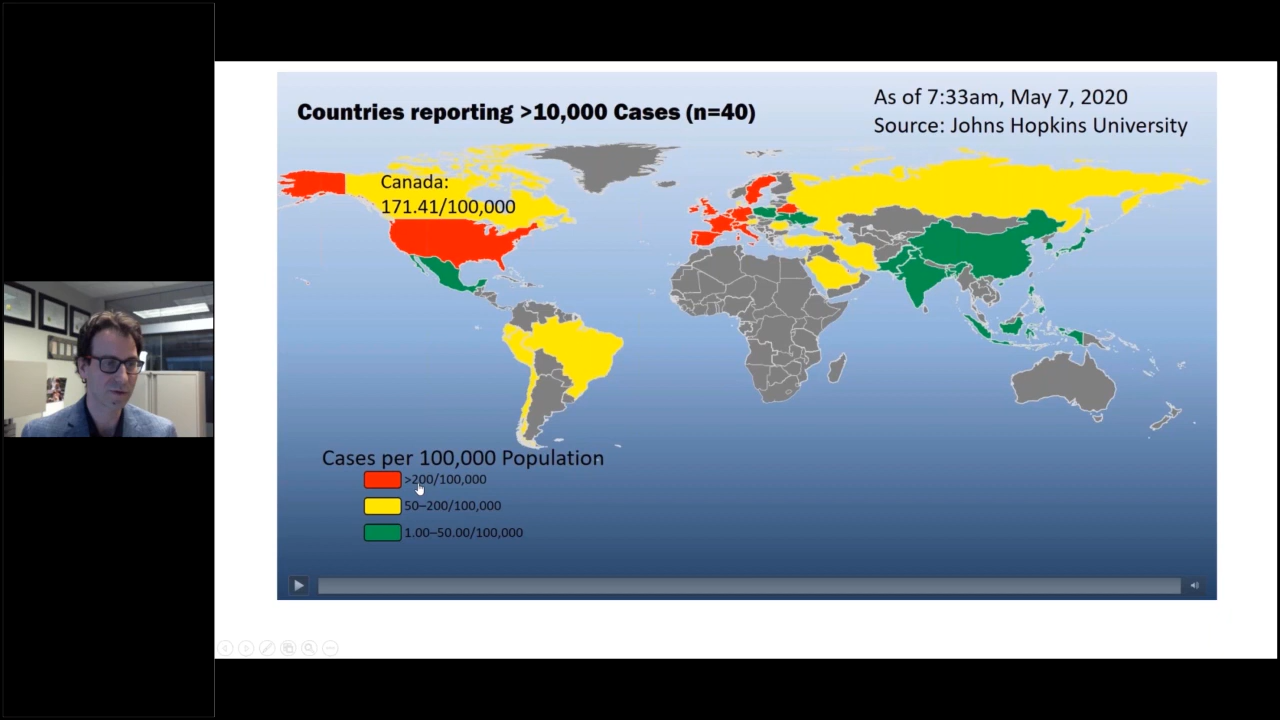 Countries reporting >10,000 Cases (n=40)
As of 7:33am, May 7, 2020
Source: Johns Hopkins University
Canada:
171.41/100,000
Cases per 100,000 Population
>200/100,000
50–200/100,000
1.00–50.00/100,000